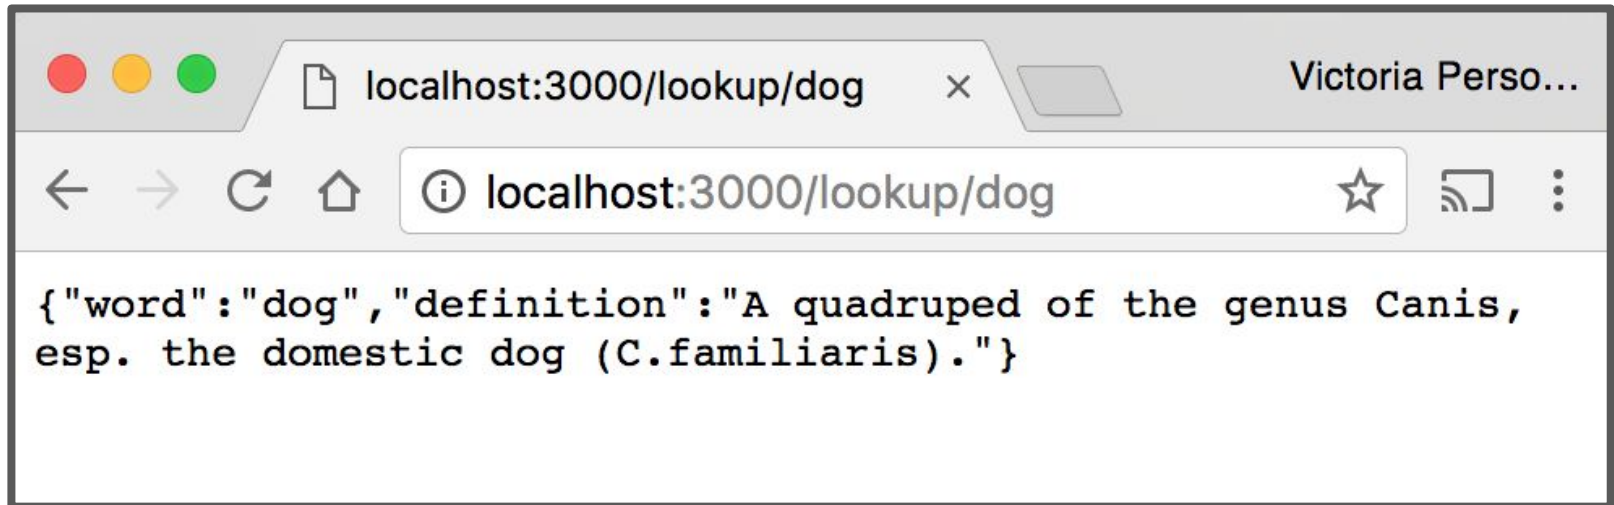 localhost:3000/lookup/dog
Victoria Perso...
localhost:3000/lookup/dog
{"word":"dog","definition":"A quadruped of the genus Canis,
esp. the domestic dog (C.familiaris)."}